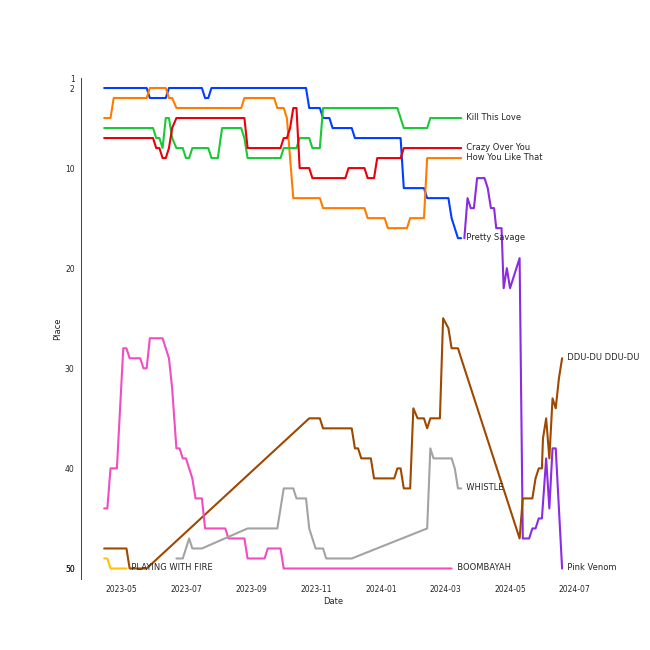 1
2
Kill This Love
Crazy Over You
How You Like That
10
Pretty Savage
20
Place
DDU-DU DDU-DU
30
40
WHISTLE
50
PLAYING WITH FIRE
BOOMBAYAH
Pink Venom
2023-05
2023-07
2023-09
2023-11
2024-01
2024-03
2024-05
2024-07
Date